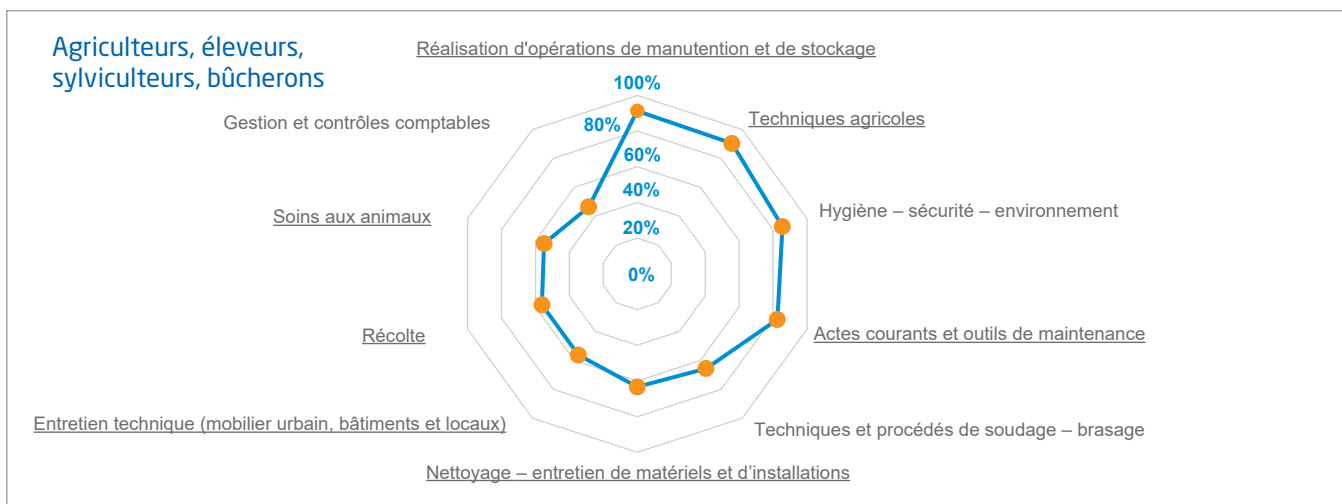 Agriculteurs, éleveurs,
sylviculteurs, bûcherons
Réalisation d'opérations de manutention et de stockage
100%
80%
60%
40%
20%
0%
Techniques agricoles
Hygiène – sécurité – environnement
Actes courants et outils de maintenance
Techniques et procédés de soudage – brasage
Nettoyage – entretien de matériels et d’installations
Entretien technique (mobilier urbain, bâtiments et locaux)
Récolte
Soins aux animaux
Gestion et contrôles comptables